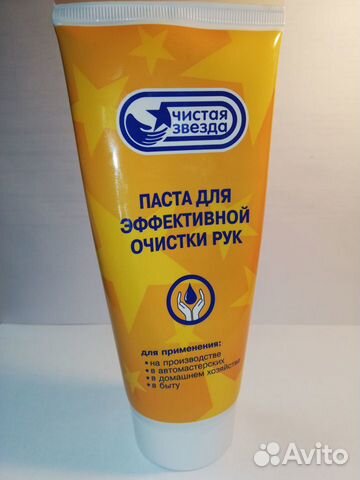 чистая
звезда
ПАСТА ДЛЯ
ЭФФЕКТИВНОЙ
ОЧИСТКИ РУК
для применения:
• на производстве
• в автомастерских
• в домашнем хозяйстве
• в быту
Avito